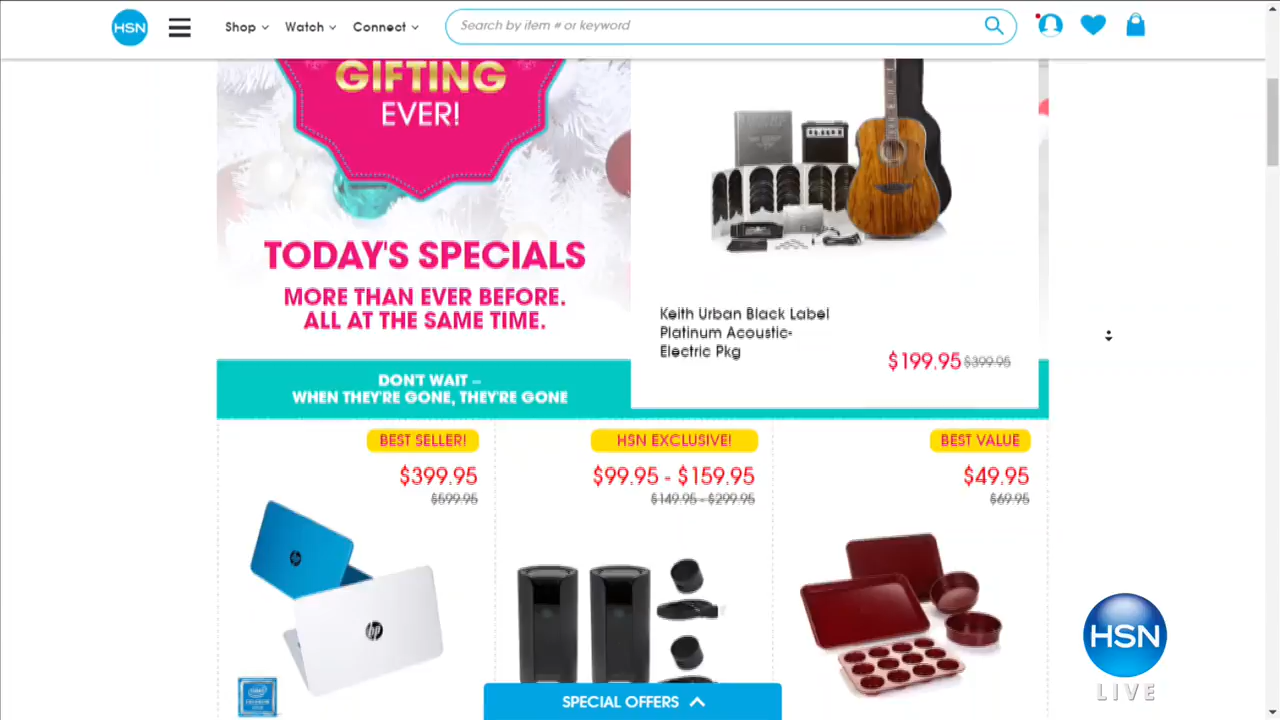 HSN
Shop
Watch
Connect
Search by item # or keyword
GIFTING
EVER!
TODAY'S SPECIALS
MORE THAN EVER BEFORE.
ALL AT THE SAME TIME.
Keith Urban Black Label
Platinum Acoustic-
Electric Pkg
$199.95 $399.95
DON'T WAIT –
WHEN THEY'RE GONE, THEY'RE GONE
BEST SELLER!
$399.95
$599.95
hp
hp
HSN EXCLUSIVE!
$99.95 - $159.95
$149.95 - $299.95
BEST VALUE
$49.95
$69.95
SPECIAL OFFERS
HSN
LIVE